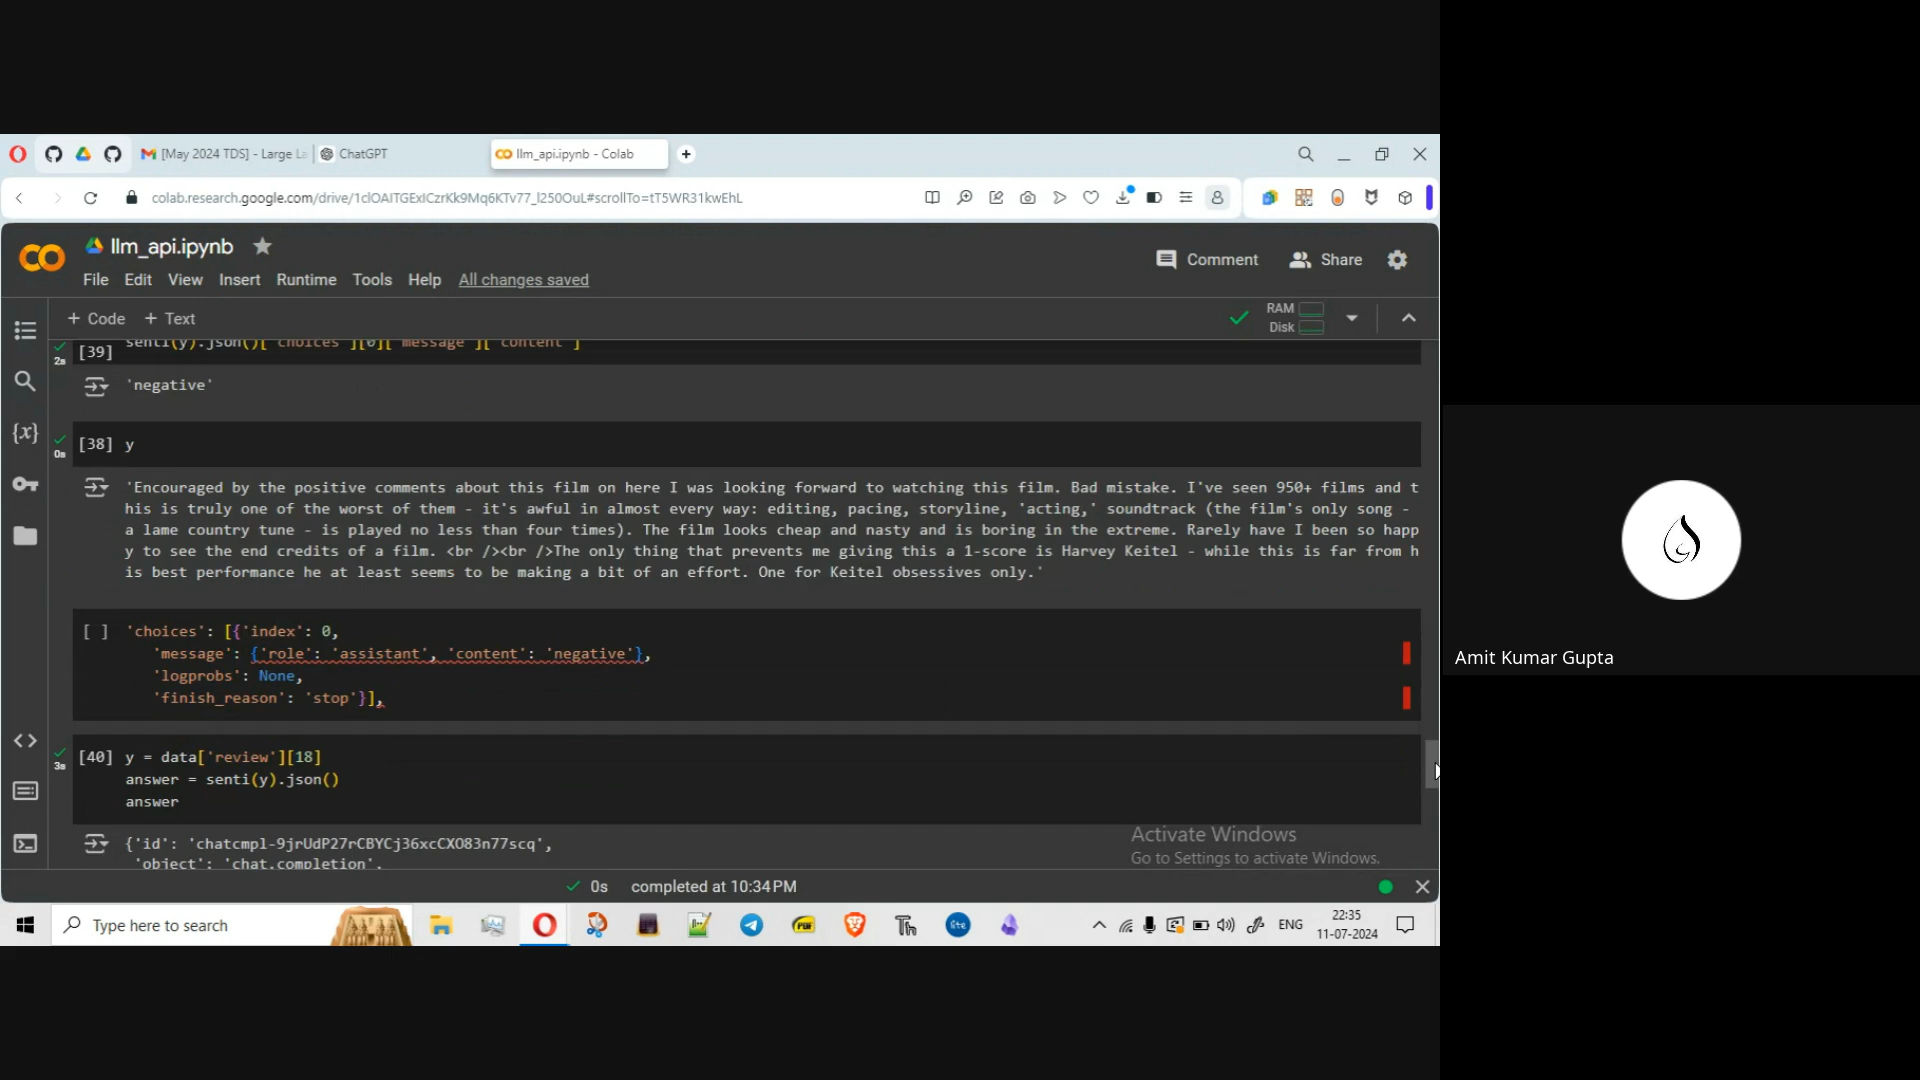 [May 2024 TDS] - Large La
ChatGPT
llm_api.ipynb - Colab
colab.research.google.com/drive/1clOAITGExICzrKk9Mq6KTv77_l250OuL#scrollTo=tT5WR31kwEhL
llm_api.ipynb
Comment
Share
File Edit View Insert Runtime Tools Help All changes saved
+ Code + Text
RAM
Disk
2s [39] senti(y).json()['choices'][0]['message']['content']
'negative'
0s [38] y
'Encouraged by the positive comments about this film on here I was looking forward to watching this film. Bad mistake. I've seen 950+ films and t
his is truly one of the worst of them - it's awful in almost every way: editing, pacing, storyline, 'acting,' soundtrack (the film's only song -
a lame country tune - is played no less than four times). The film looks cheap and nasty and is boring in the extreme. Rarely have I been so happ
y to see the end credits of a film. <br /><br />The only thing that prevents me giving this a 1-score is Harvey Keitel - while this is far from h
is best performance he at least seems to be making a bit of an effort. One for Keitel obsessives only.'
[ ] 'choices': [{'index': 0,
'message': {'role': 'assistant', 'content': 'negative'},
'logprobs': None,
'finish_reason': 'stop'}],
3s [40] y = data['review'][18]
answer = senti(y).json()
answer
{'id': 'chatcmpl-9jrUdP27rCBYCj36xcCXO83n77scq',
'object': 'chat.completion',
Activate Windows
Go to Settings to activate Windows.
0s completed at 10:34 PM
Type here to search
ENG
22:35
11-07-2024
Amit Kumar Gupta